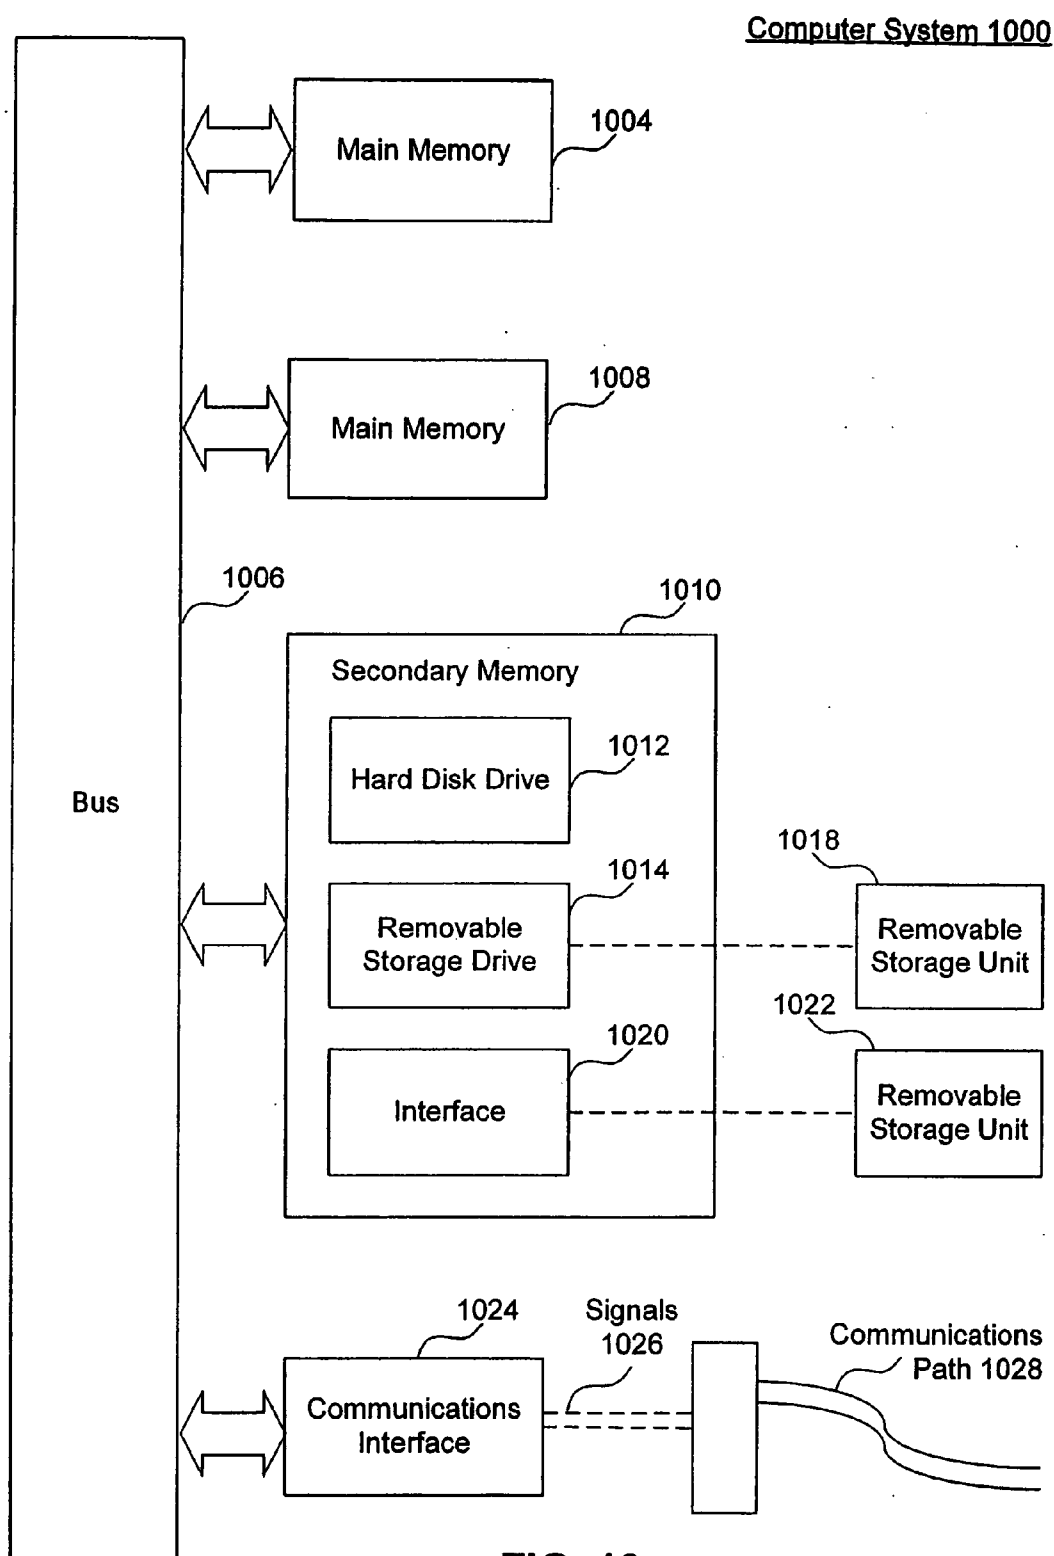 Computer System 1000
1004
Main Memory
1008
Main Memory
1006
1010
Secondary Memory
1012
Hard Disk Drive
Bus
1018
1014
Removable
Storage Drive
Removable
Storage Unit
1022
1020
Interface
Removable
Storage Unit
1024
Signals
1026
Communications
Path 1028
Communications
Interface